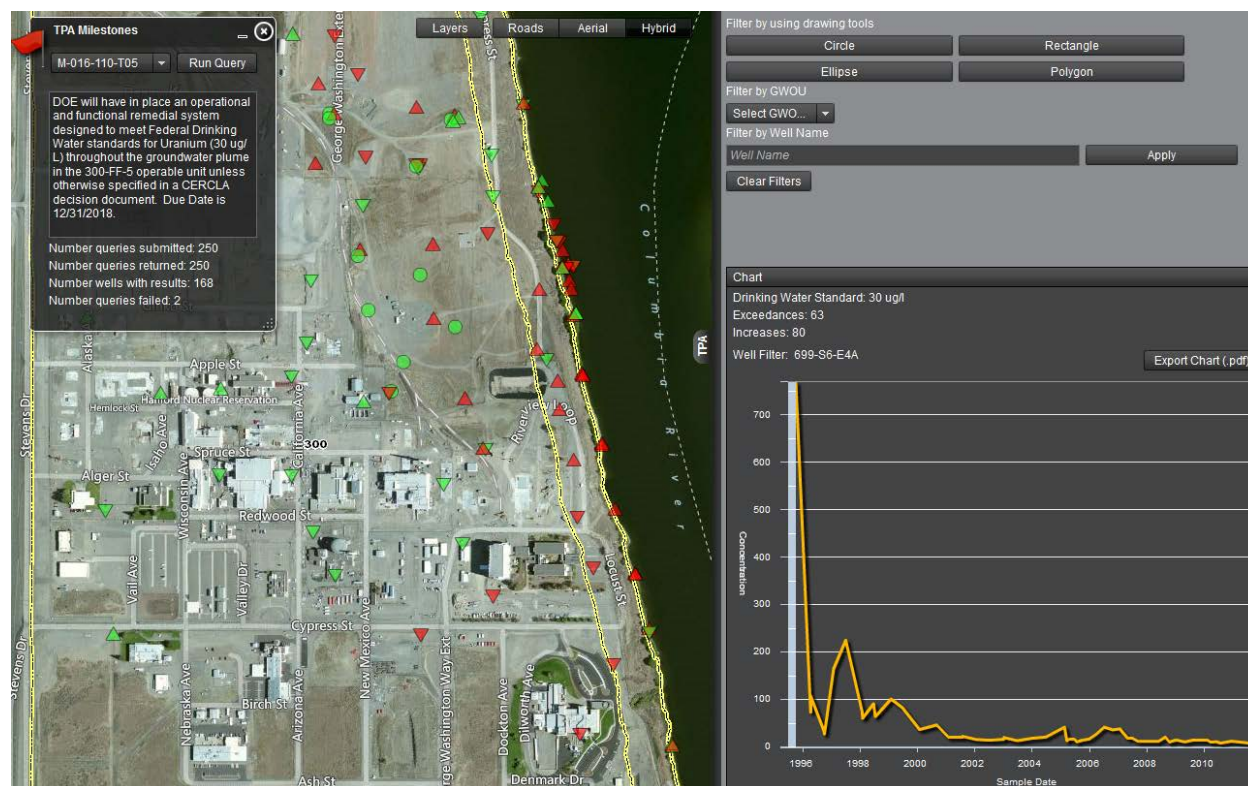 TPA Milestones
M-016-110-T05
Run Query
DOE will have in place an operational
and functional remedial system
designed to meet Federal Drinking
Water standards for Uranium (30 ug/
L) throughout the groundwater plume
in the 300-FF-5 operable unit unless
otherwise specified in a CERCLA
decision document. Due Date is
12/31/2018.
Number queries submitted: 250
Number queries returned: 250
Number wells with results: 168
Number queries failed: 2
Layers
Roads
Aerial
Hybrid
Stevens Dr
Stevens Dr
Stevens Dr
George Washington Exten
press St
Columbia River
TPA
Alaska
Apple St
Hemlock St
Hanford Nuclear Reservation
Isaho Ave
California Ave
300
Riverview Loop
Spruce St
Alger St
Wisconsin Ave
Redwood St
Vail Ave
Valley Dr
Locust St
Cypress St
New Mexico Ave
Nebraska Ave
Birch St
Arizona Ave
rge Washington Way Ext
Dockton Ave
Dilworth Ave
Ash St
Denmark Dr
Filter by using drawing tools
Circle
Rectangle
Ellipse
Polygon
Filter by GWOU
Select GWO...
Filter by Well Name
Well Name
Apply
Clear Filters
Chart
Drinking Water Standard: 30 ug/l
Exceedances: 63
Increases: 80
Well Filter: 699-S6-E4A
Export Chart (.pdf)
Concentration
700
600
500
400
300
200
100
0
1996
1998
2000
2002
2004
2006
2008
2010
Sample Date